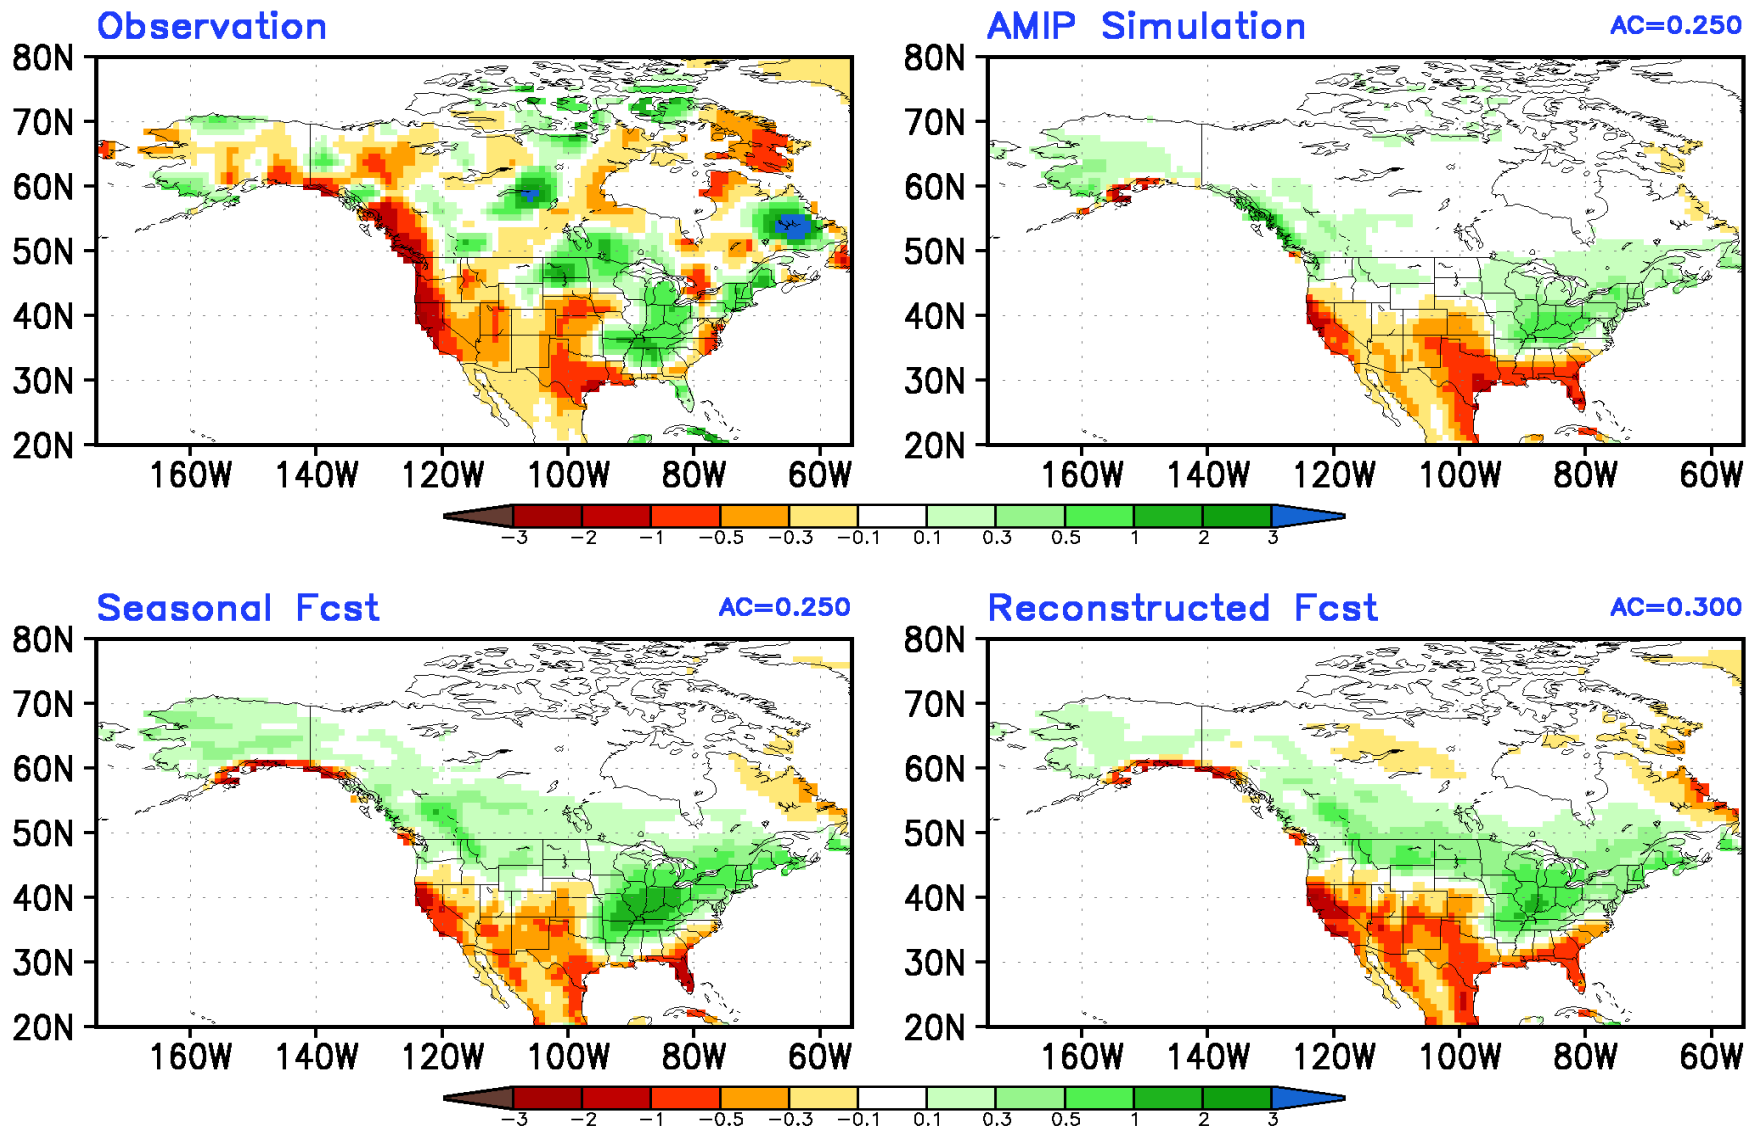 Observation
AMIP Simulation AC=0.250
80N 80N
70N 70N
60N 60N
50N 50N
40N 40N
30N 30N
20N 20N
160W 140W 120W 100W 80W 60W 160W 140W 120W 100W 80W 60W
-3 -2 -1 -0.5 -0.3 -0.1 0.1 0.3 0.5 1 2 3
Seasonal Fcst AC=0.250
Reconstructed Fcst AC=0.300
80N 80N
70N 70N
60N 60N
50N 50N
40N 40N
30N 30N
20N 20N
160W 140W 120W 100W 80W 60W 160W 140W 120W 100W 80W 60W
-3 -2 -1 -0.5 -0.3 -0.1 0.1 0.3 0.5 1 2 3